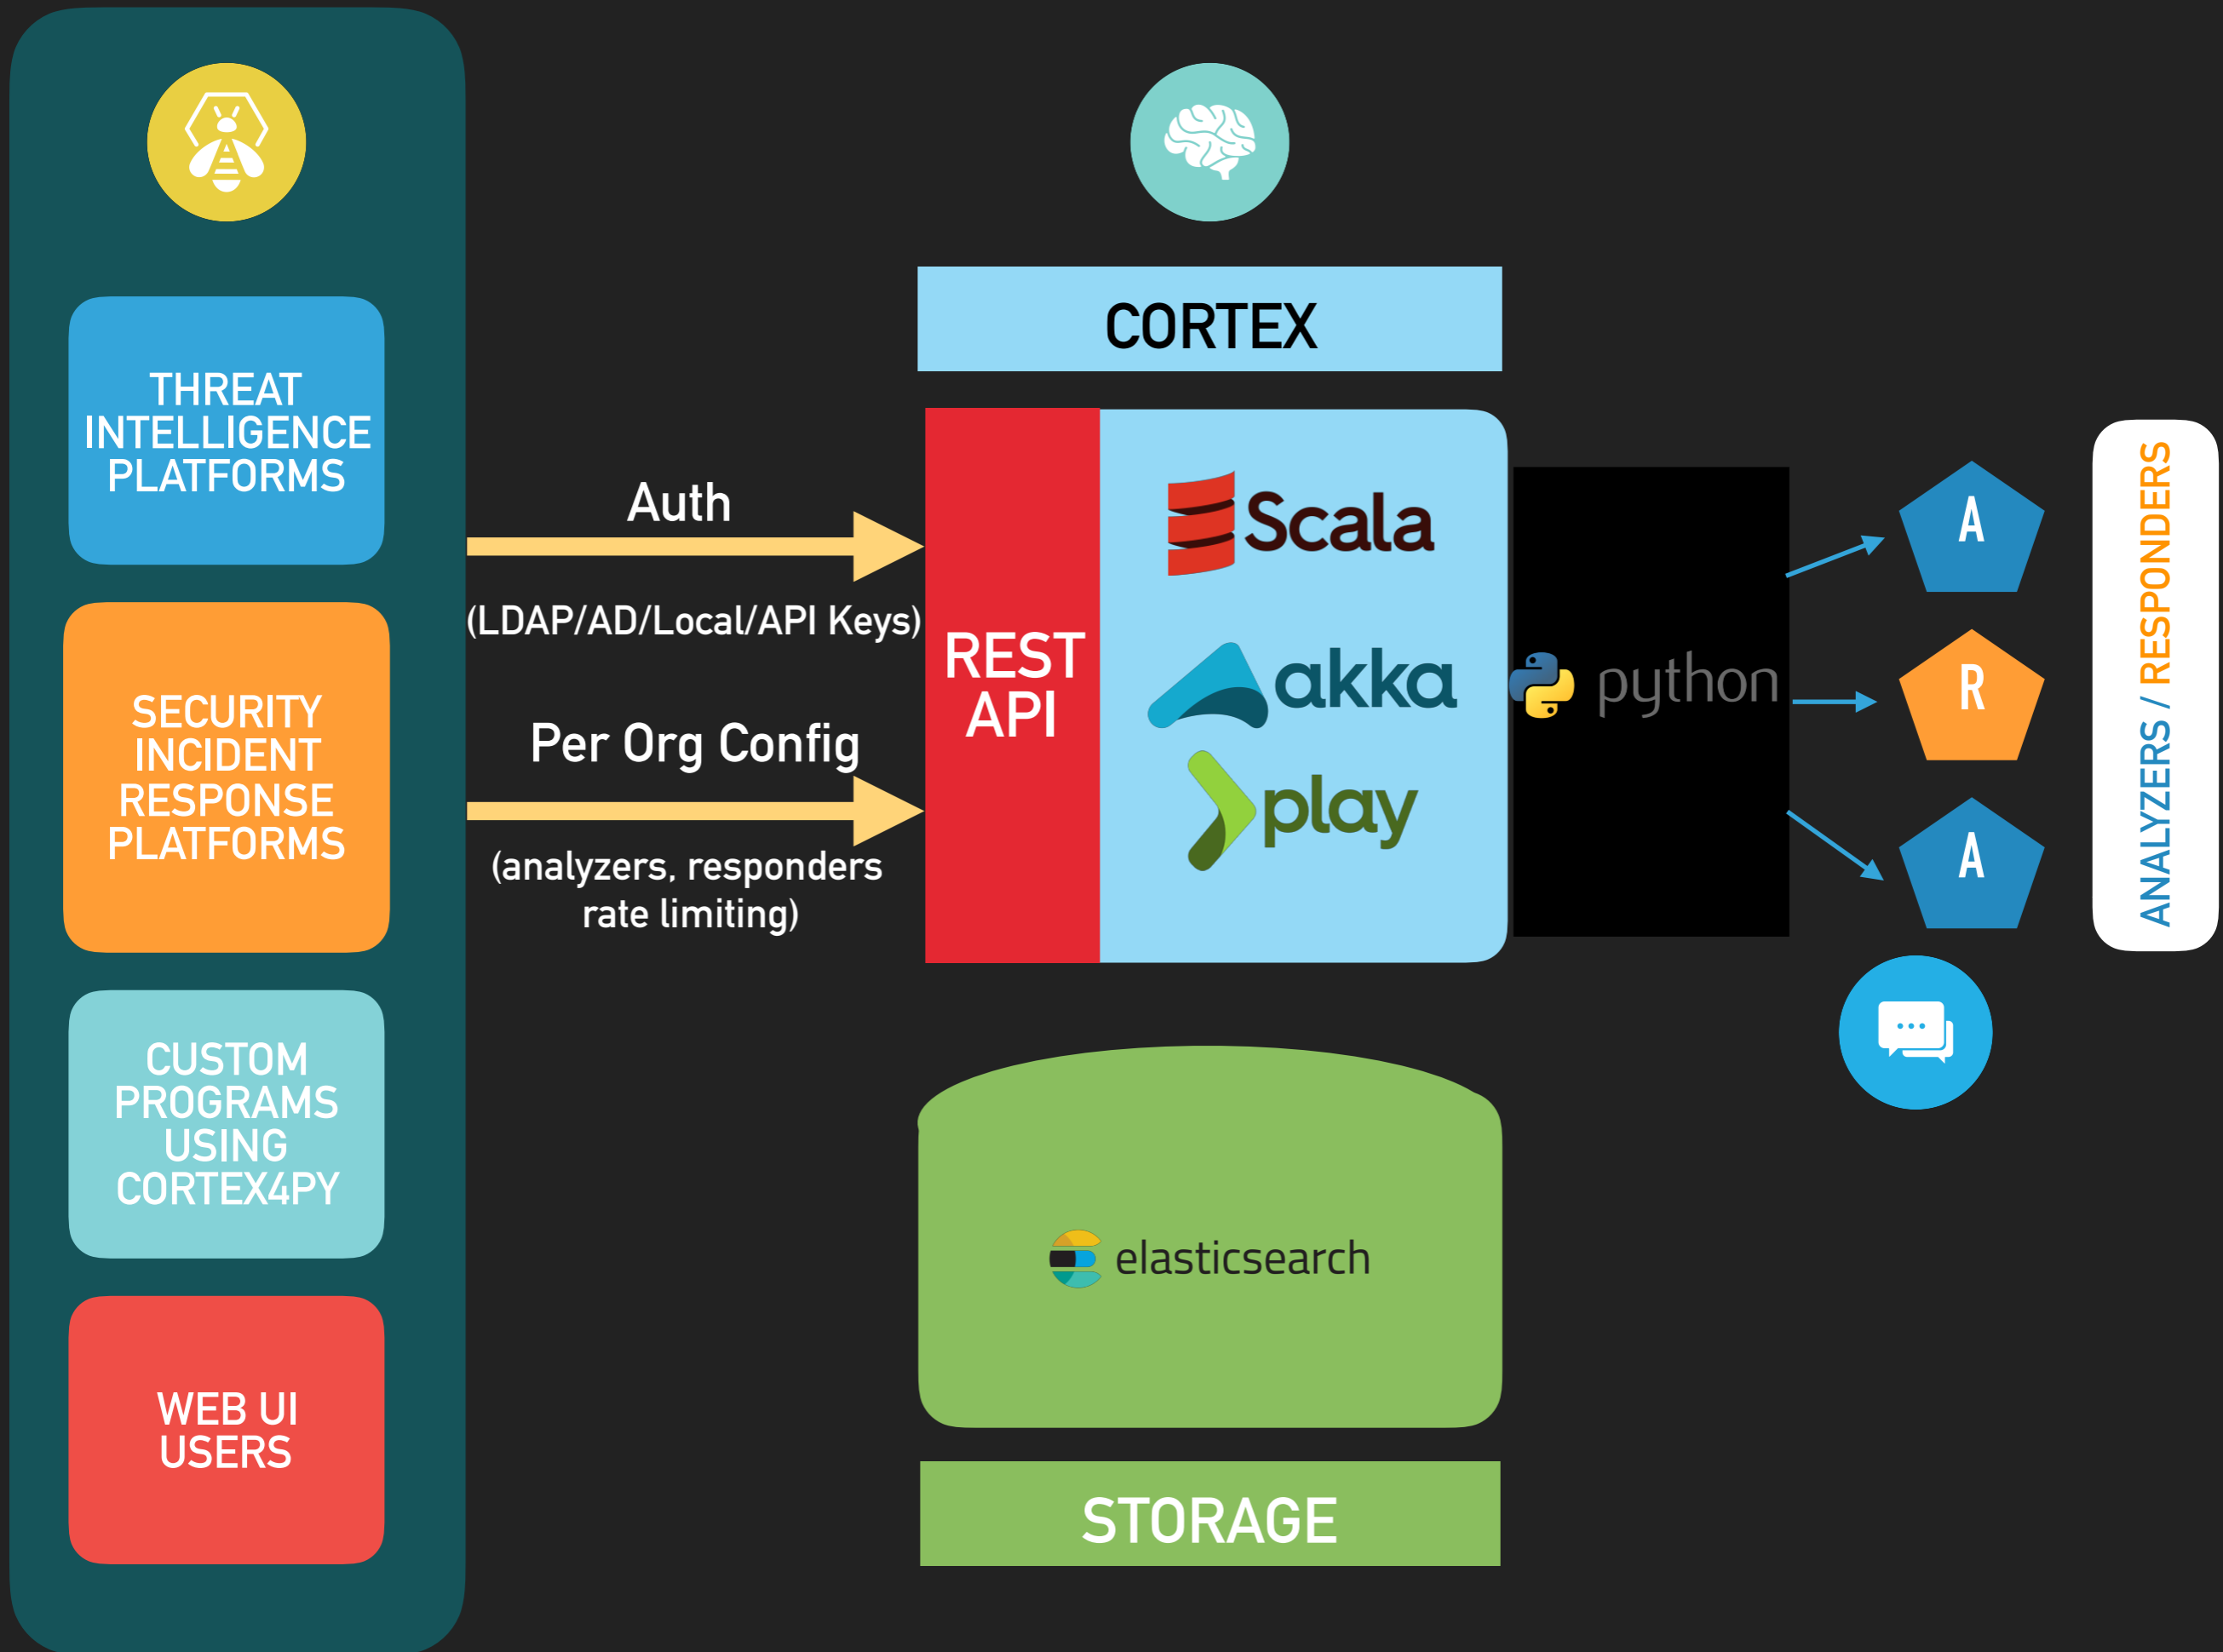 THREAT
INTELLIGENCE
PLATFORMS
SECURITY
INCIDENT
RESPONSE
PLATFORMS
CUSTOM
PROGRAMS
USING
CORTEX4PY
WEB UI
USERS
Auth
(LDAP/AD/Local/API Keys)
Per Org Config
(analyzers, responders
rate limiting)
CORTEX
REST
API
Scala
akka
play
python
A
R
A
ANALYZERS / RESPONDERS
elasticsearch
STORAGE